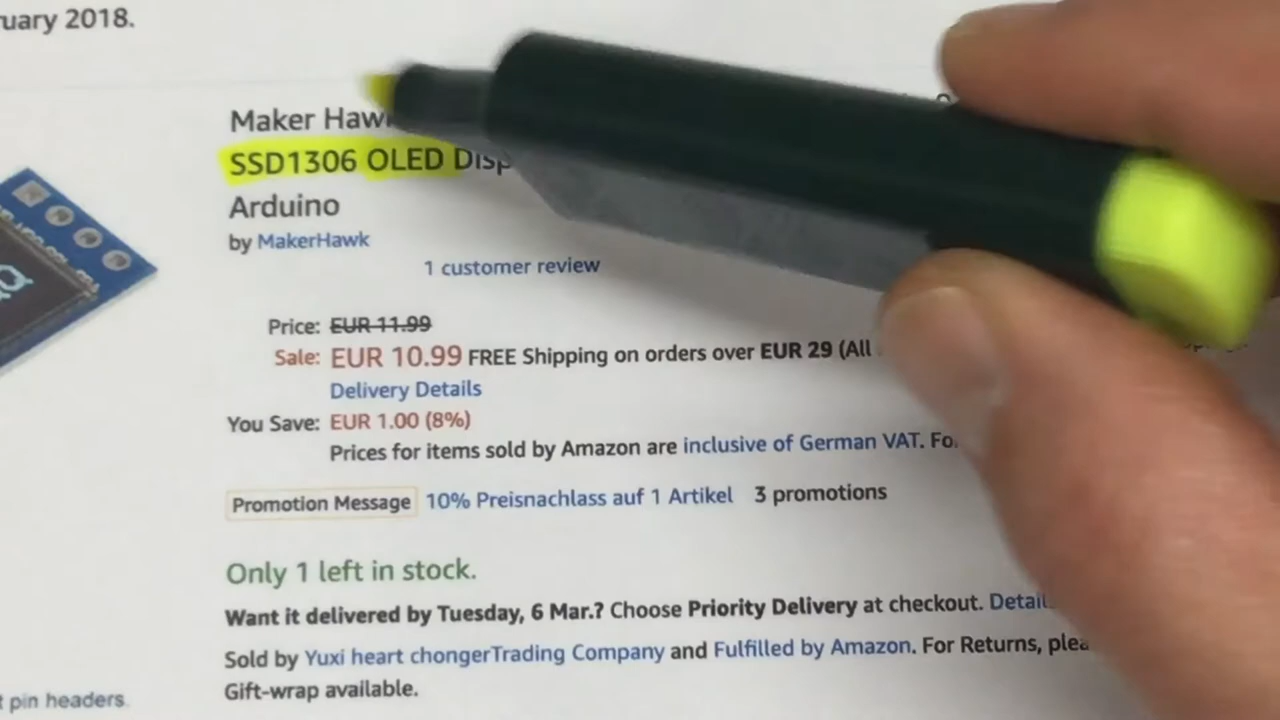 uary 2018.
Maker Hawk
SSD1306 OLED Disp
Arduino
by MakerHawk
1 customer review
Price: EUR 11.99
Sale: EUR 10.99 FREE Shipping on orders over EUR 29 (All
Delivery Details
You Save: EUR 1.00 (8%)
Prices for items sold by Amazon are inclusive of German VAT. Fo
Promotion Message 10% Preisnachlass auf 1 Artikel 3 promotions
Only 1 left in stock.
Want it delivered by Tuesday, 6 Mar.? Choose Priority Delivery at checkout. Detail
Sold by Yuxi heart chongerTrading Company and Fulfilled by Amazon. For Returns, plea
Gift-wrap available.
t pin headers.